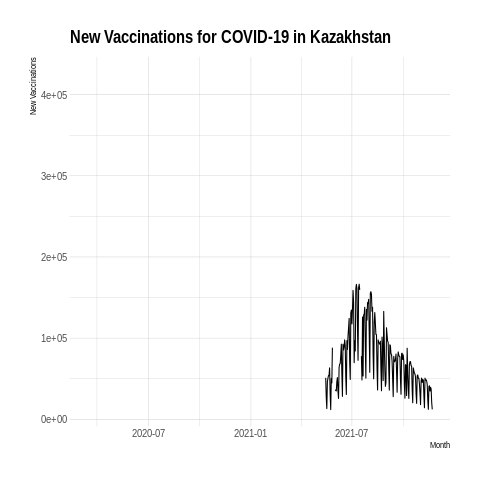 New Vaccinations for COVID-19 in Kazakhstan
New Vaccinations
4e+05
3e+05
2e+05
1e+05
0e+00
2020-07 2021-01 2021-07
Month